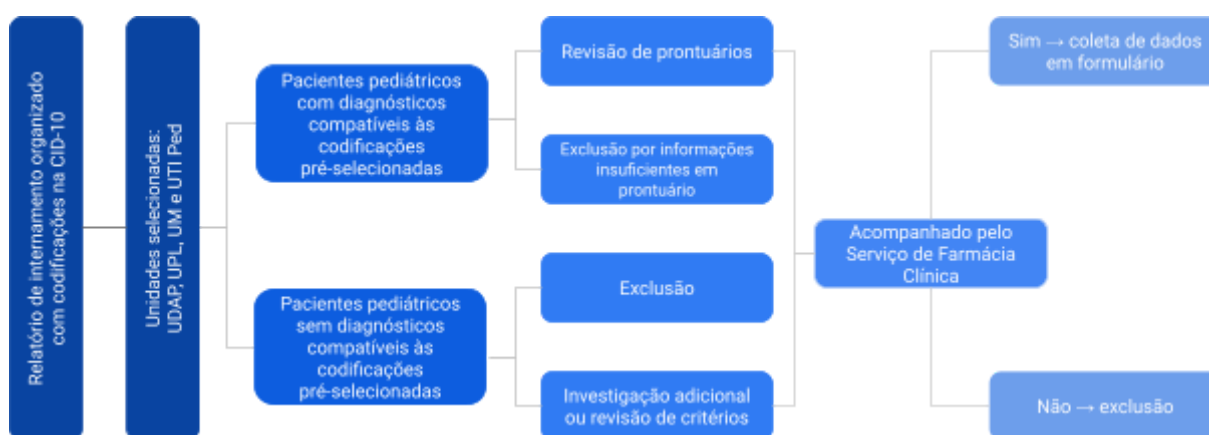 Relatório de internamento organizado
com codificações na CID-10
Unidades selecionadas:
UDAP, UPL, UM e UTI Ped
Pacientes pediátricos
com diagnósticos
compatíveis às
codificações
pré-selecionadas
Pacientes pediátricos
sem diagnósticos
compatíveis às
codificações
pré-selecionadas
Revisão de prontuários
Exclusão por informações
insuficientes em
prontuário
Exclusão
Investigação adicional
ou revisão de critérios
Acompanhado pelo
Serviço de Farmácia
Clínica
Sim → coleta de dados
em formulário
Não → exclusão